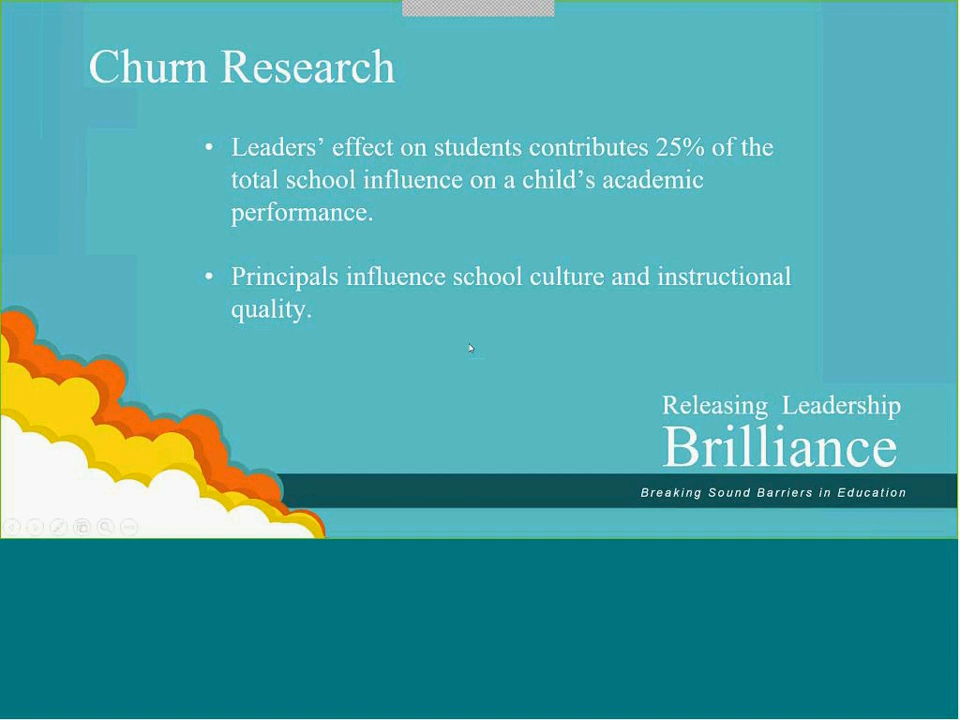 Churn Research
• Leaders’ effect on students contributes 25% of the
total school influence on a child’s academic
performance.
• Principals influence school culture and instructional
quality.
Releasing Leadership
Brilliance
Breaking Sound Barriers in Education